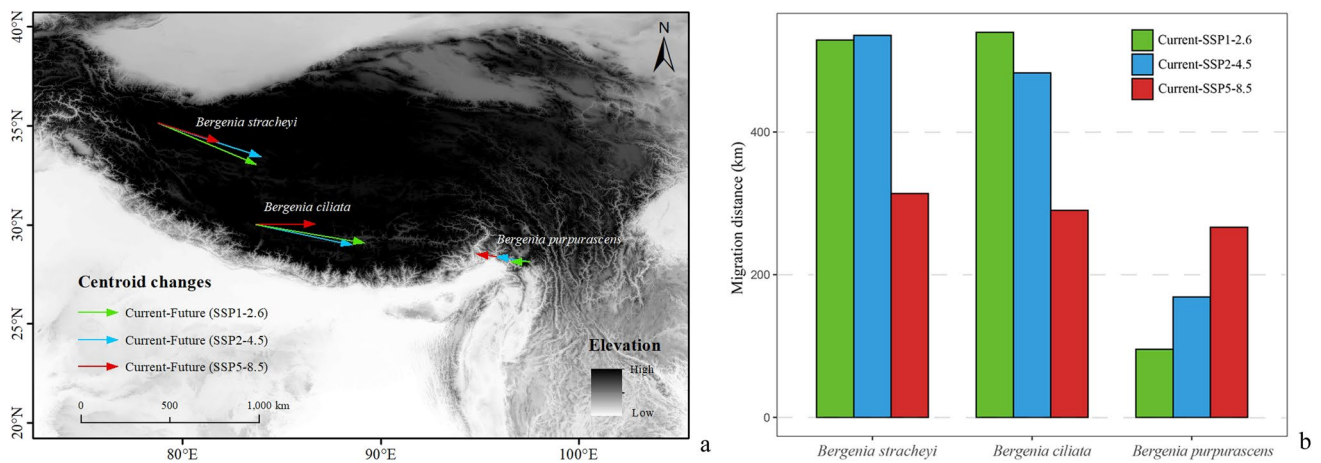 40°N
35°N
30°N
25°N
20°N
N
Bergenia stracheyi
Bergenia ciliata
Bergenia purpurascens
Centroid changes
Current-Future (SSP1-2.6)
Current-Future (SSP2-4.5)
Current-Future (SSP5-8.5)
0 500 1,000 km
Elevation
High
Low
80°E 90°E 100°E
a
Migration distance (km)
400
200
0
Current-SSP1-2.6
Current-SSP2-4.5
Current-SSP5-8.5
Bergenia stracheyi Bergenia ciliata Bergenia purpurascens
b